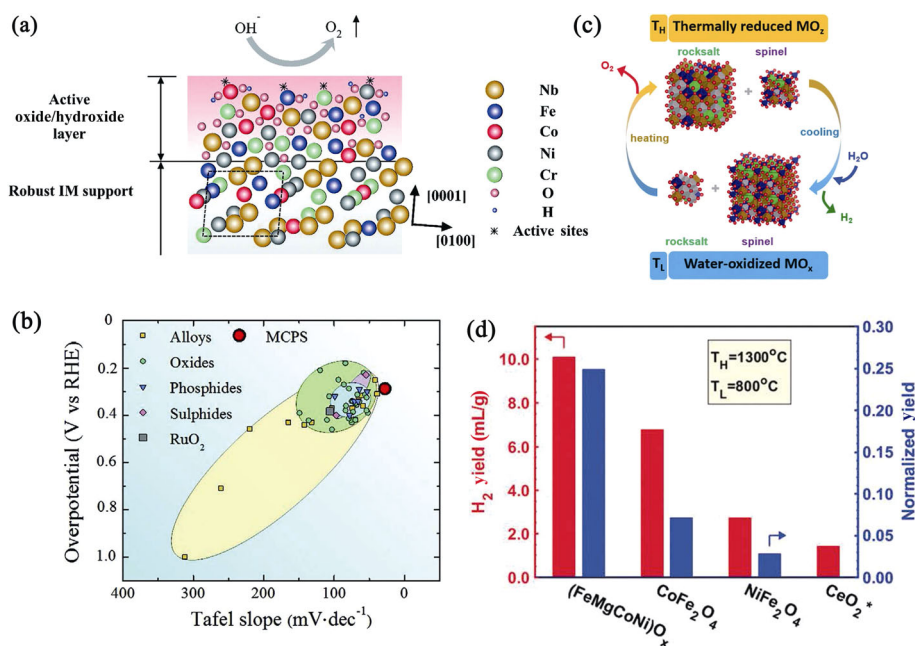 (a)
OH⁻
O₂ ↑
Active
oxide/hydroxide
layer
Robust IM support
Nb
Fe
Co
Ni
Cr
O
H
Active sites
[0001]
[0100]
(c)
T_H Thermally reduced MO_z
rocksalt
spinel
O₂
+
heating
cooling
H₂O
+
H₂
rocksalt
spinel
T_L Water-oxidized MOₓ
(b)
Alloys
MCPS
Oxides
Phosphides
Sulphides
RuO₂
Overpotential (V vs RHE)
0
0.2
0.4
0.6
0.8
1.0
400
300
200
100
0
Tafel slope (mV·dec⁻¹)
(d)
T_H=1300°C
T_L=800°C
H₂ yield (mL/g)
10.0
8.0
6.0
4.0
2.0
0.0
Normalized yield
0.30
0.25
0.20
0.15
0.10
0.05
0.00
(FeMgCoNi)Oₓ
CoFe₂O₄
NiFe₂O₄
CeO₂*